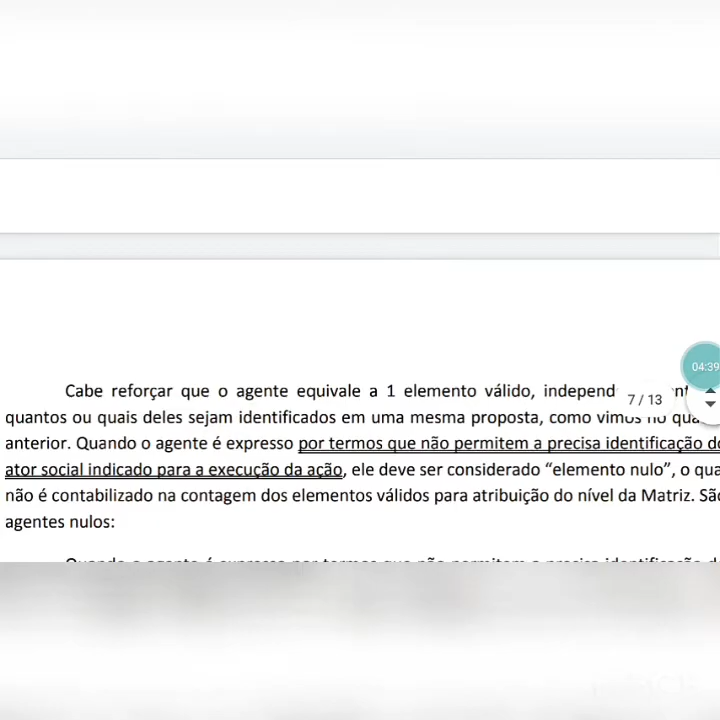 04:39
Cabe reforçar que o agente equivale a 1 elemento válido,
7 / 13
quantos ou quais deles sejam identificados em uma mesma proposta, como vimos no
anterior. Quando o agente é expresso por termos que não permitem a precisa identificação
ator social indicado para a execução da ação, ele deve ser considerado “elemento nulo”, o
não é contabilizado na contagem dos elementos válidos para atribuição do nível da Matriz.
agentes nulos: